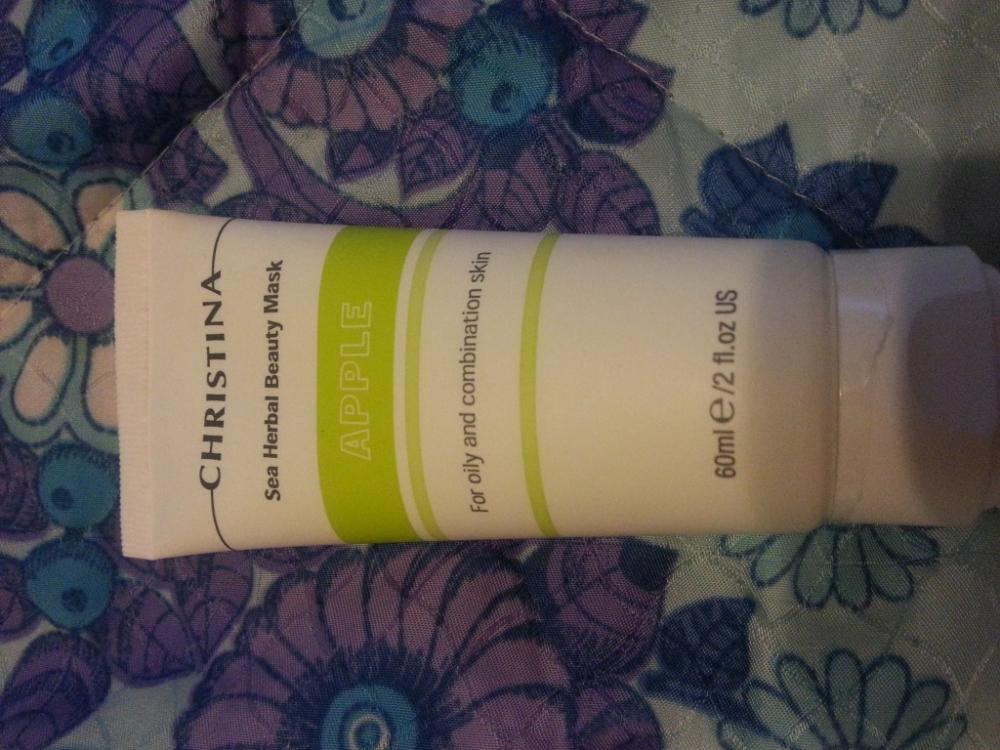 CHRISTINA
Sea Herbal Beauty Mask
APPLE
For oily and combination skin
60ml e/2 fl.oz US